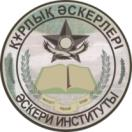 ҚҰРЛЫҚ ӘСКЕРЛЕРІ
ӘСКЕРИ ИНСТИТУТЫ